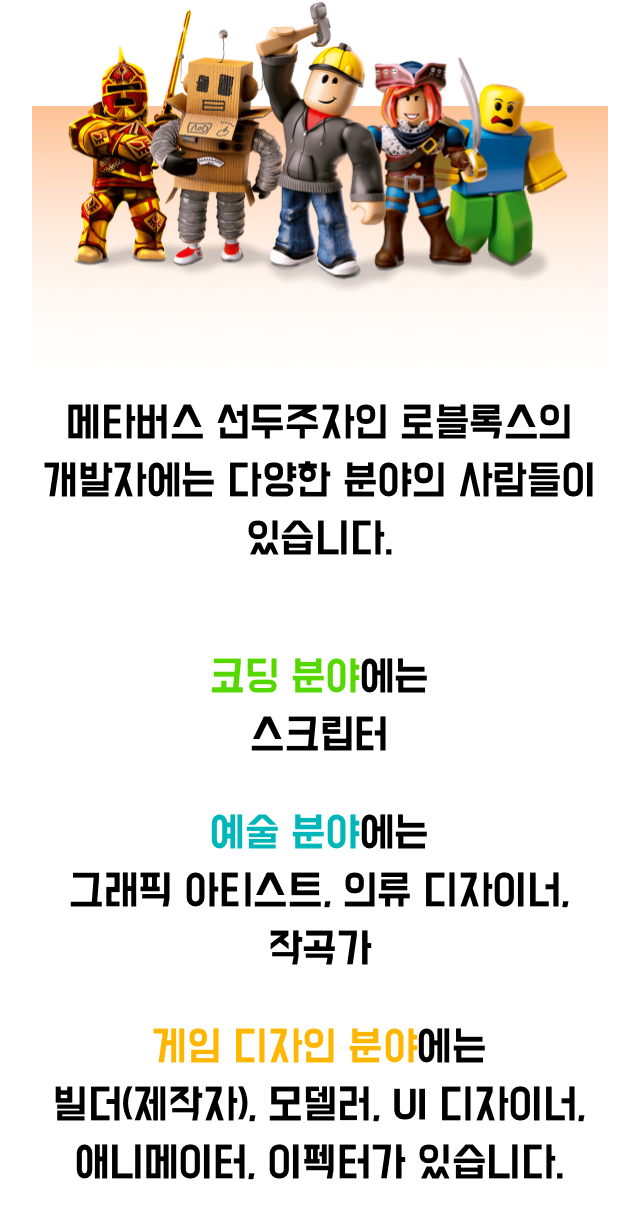 메타버스 선두주자인 로블록스의
개발자에는 다양한 분야의 사람들이
있습니다.
코딩 분야에는
스크립터
예술 분야에는
그래픽 아티스트, 의류 디자이너,
작곡가
게임 디자인 분야에는
빌더(제작자), 모델러, UI 디자이너,
애니메이터, 이펙터가 있습니다.